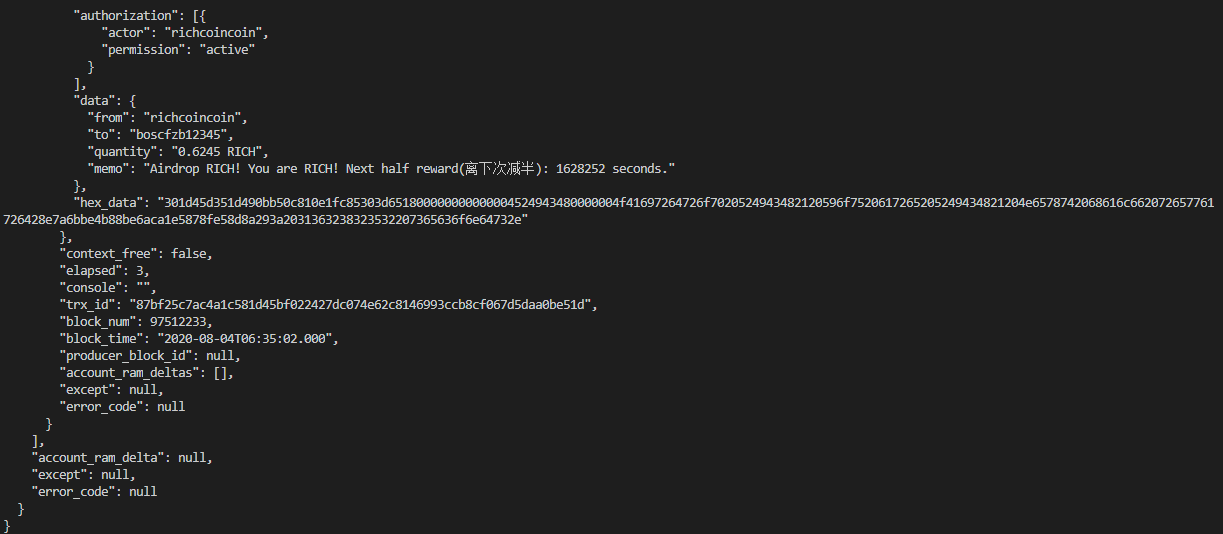 "authorization": [{
"actor": "richcoincoin",
"permission": "active"
}
],
"data": {
"from": "richcoincoin",
"to": "boscfzb12345",
"quantity": "0.6245 RICH",
"memo": "Airdrop RICH! You are RICH! Next half reward(离下次减半): 1628252 seconds."
},
"hex_data": "301d45d351d490bb50c810e1fc85303d651800000000000004524943480000004f41697264726f7020524943482120596f7520617265205249434821204e6578742068616c662072657761
726428e7a6bbe4b88be6aca1e5878fe58d8a293a2031363238323532207365636f6e64732e"
},
"context_free": false,
"elapsed": 3,
"console": "",
"trx_id": "87bf25c7ac4a1c581d45bf022427dc074e62c8146993ccb8cf067d5daa0be51d",
"block_num": 97512233,
"block_time": "2020-08-04T06:35:02.000",
"producer_block_id": null,
"account_ram_deltas": [],
"except": null,
"error_code": null
}
],
"account_ram_delta": null,
"except": null,
"error_code": null
}
}